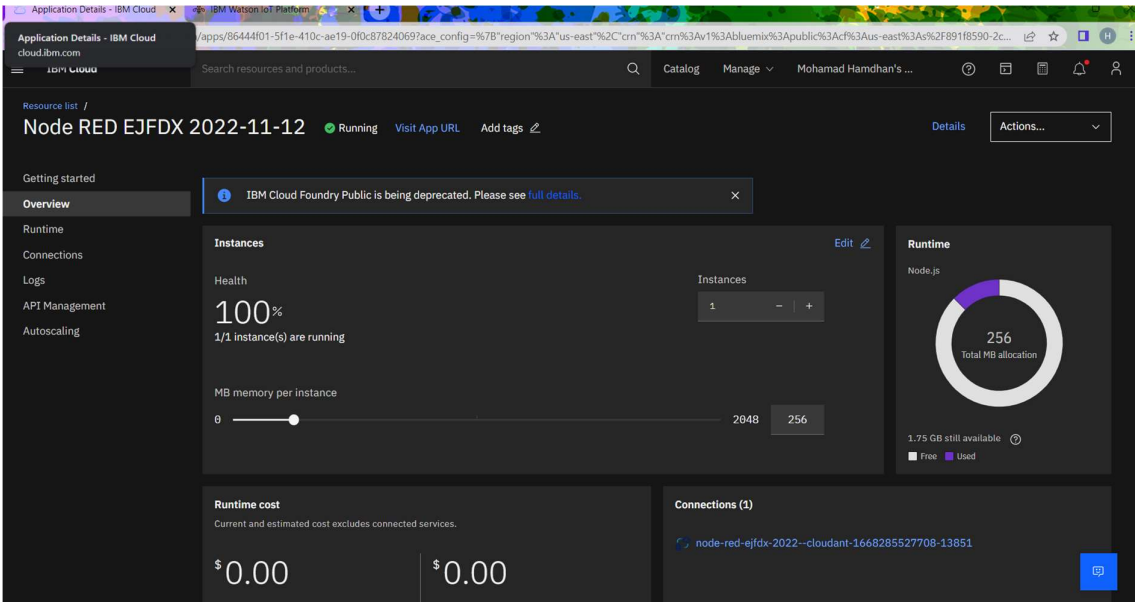 Application Details - IBM Cloud
IBM Watson IoT Platform
Application Details - IBM Cloud
cloud.ibm.com
/apps/86444f01-5f1e-410c-ae19-0f0c87824069?ace_config=%7B"region"%3A"us-east"%2C"crn"%3A"crn%3Av1%3Abluemix%3Apublic%3Acf%3Aus-east%3As%2F891f8590-2c...
H
IBM Cloud
Search resources and products...
Catalog
Manage
Mohamad Hamdhan's ...
Resource list /
Node RED EJFDX 2022-11-12
Running
Visit App URL
Add tags
Details
Actions...
Getting started
Overview
Runtime
Connections
Logs
API Management
Autoscaling
IBM Cloud Foundry Public is being deprecated. Please see full details.
Instances
Edit
Health
100%
1/1 instance(s) are running
Instances
1 - +
MB memory per instance
0
2048
256
Runtime
Node.js
256
Total MB allocation
1.75 GB still available
Free
Used
Runtime cost
Current and estimated cost excludes connected services.
$0.00
$0.00
Connections (1)
node-red-ejfdx-2022--cloudant-1668285527708-13851